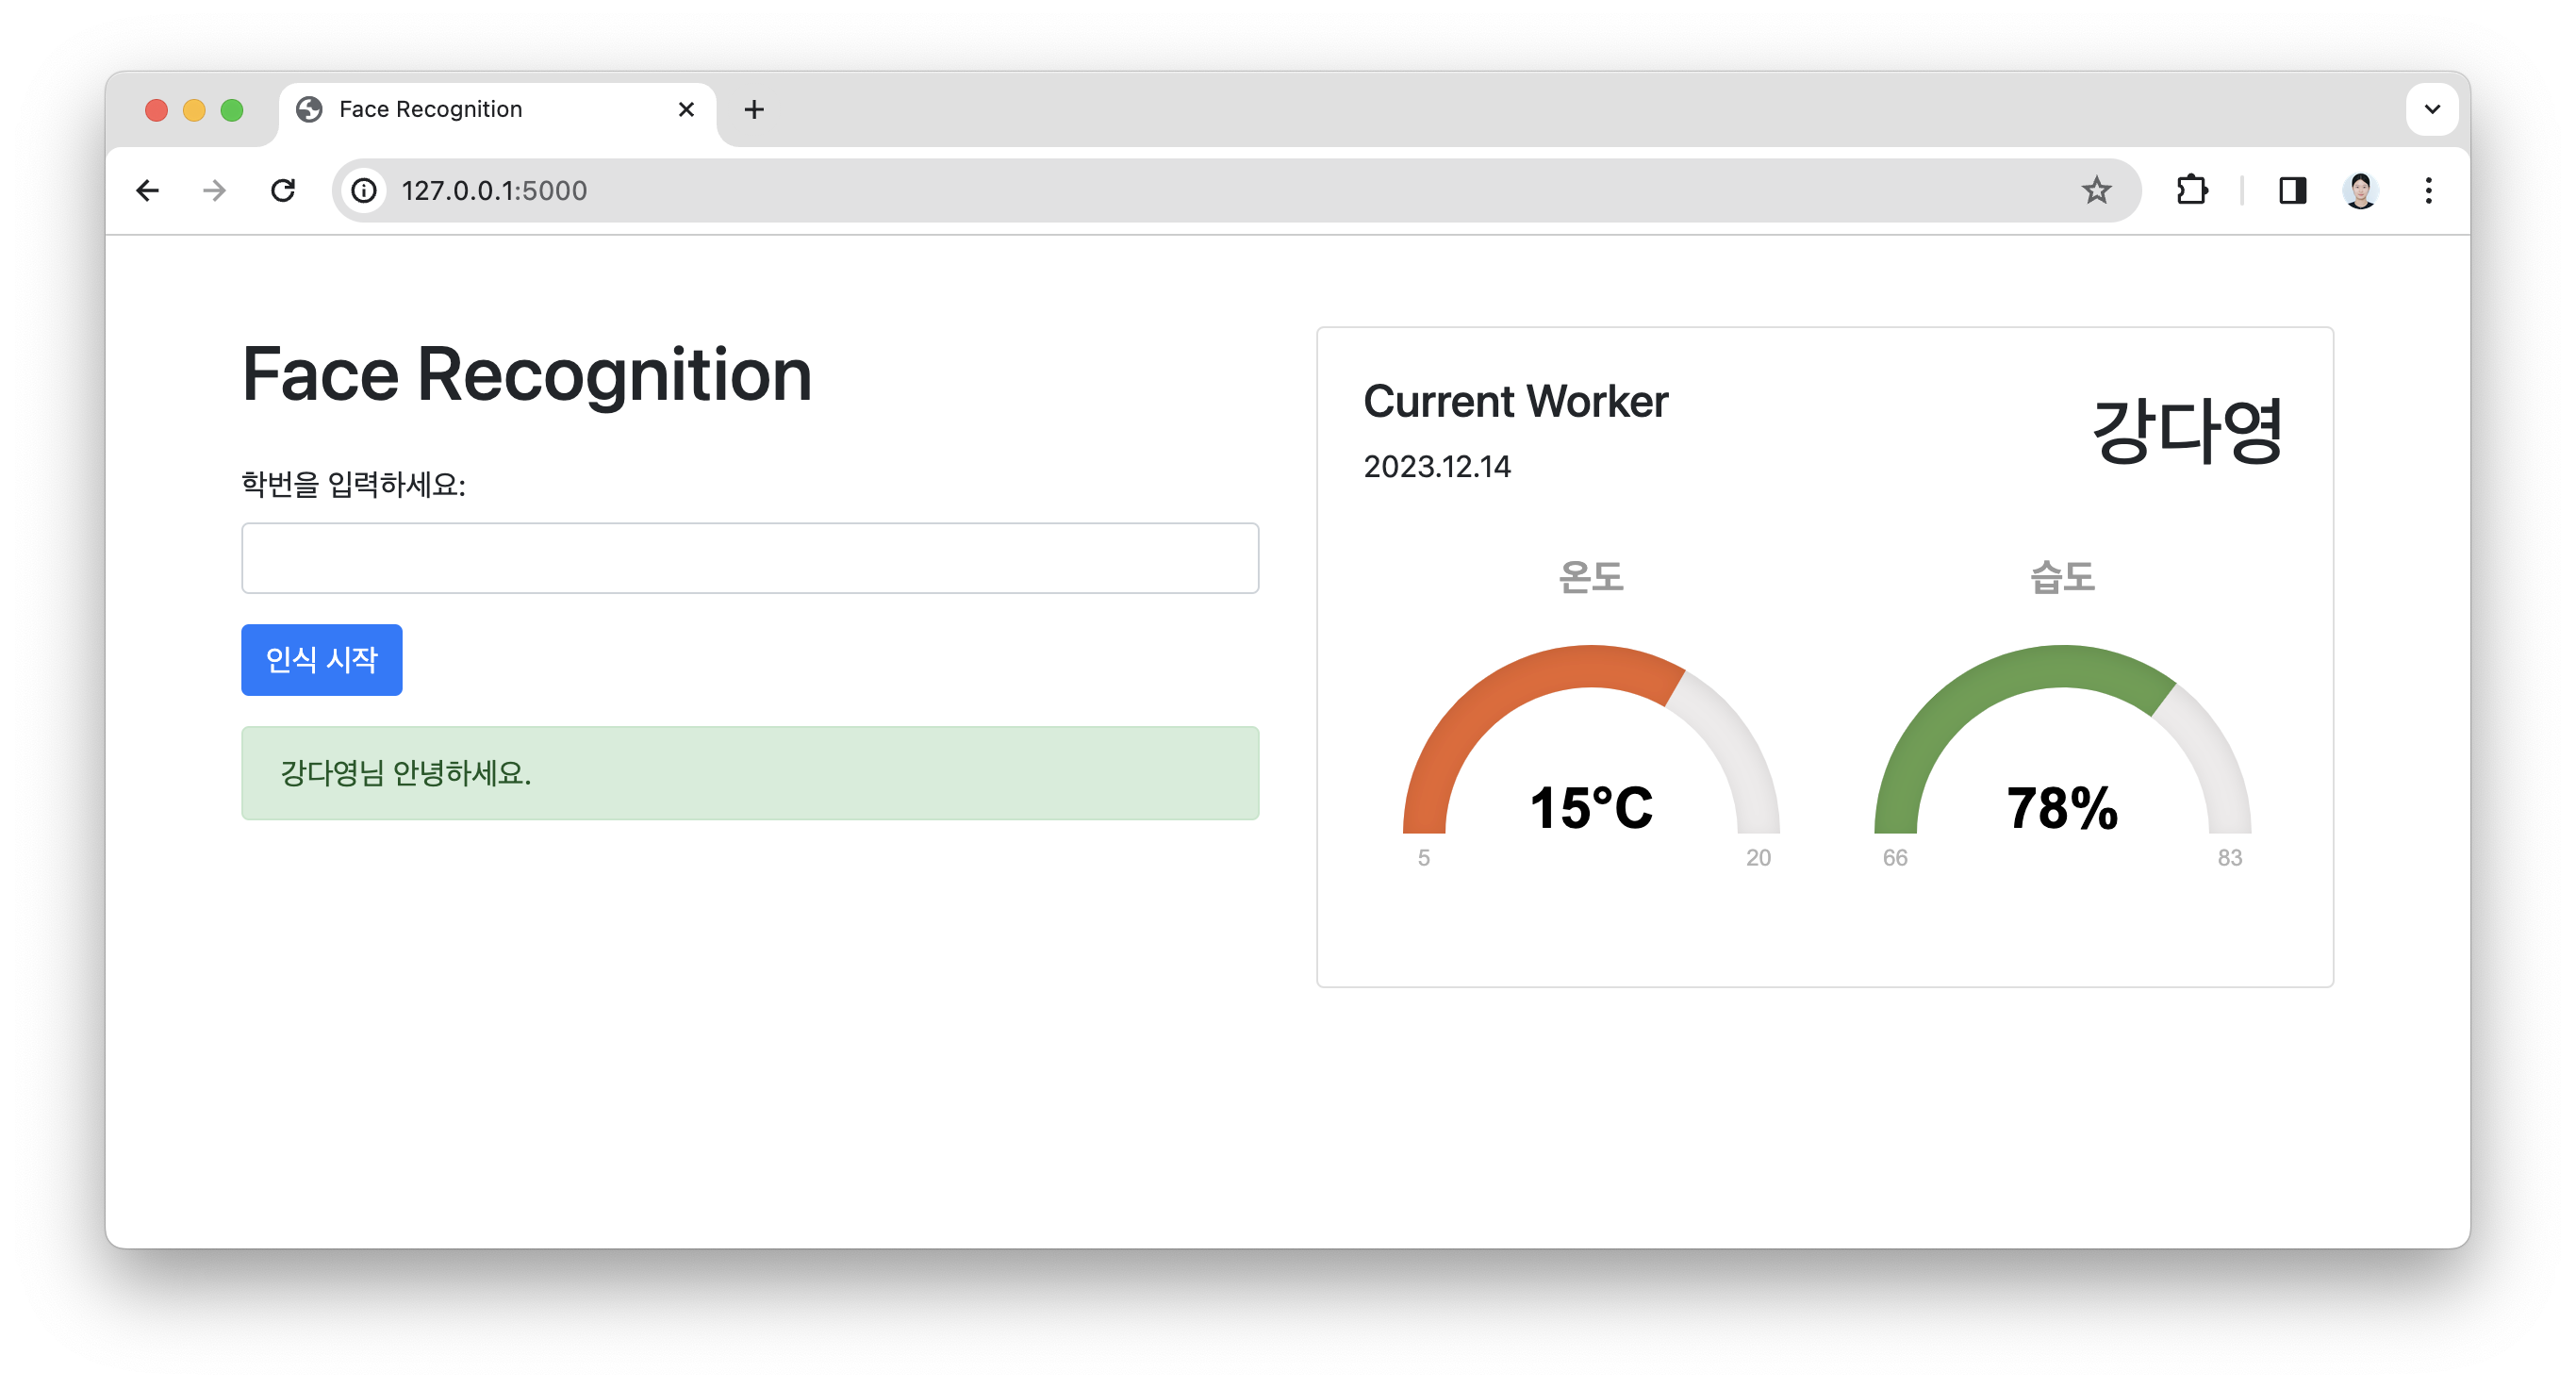 Face Recognition
127.0.0.1:5000
Face Recognition
학번을 입력하세요:
인식 시작
강다영님 안녕하세요.
Current Worker
2023.12.14
강다영
온도
15°C
5
20
습도
78%
66
83